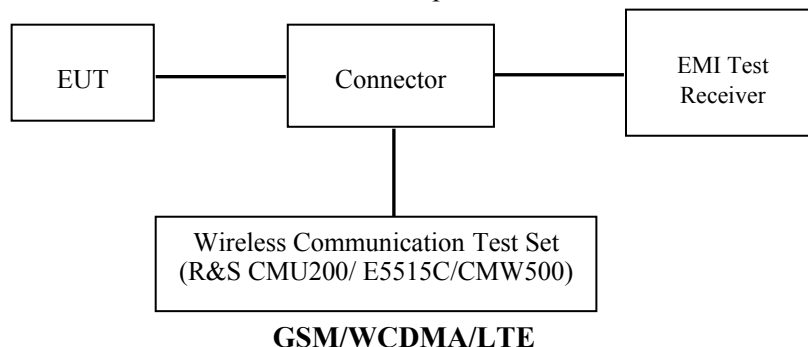 EUT
Connector
EMI Test
Receiver
Wireless Communication Test Set
(R&S CMU200/ E5515C/CMW500)
GSM/WCDMA/LTE